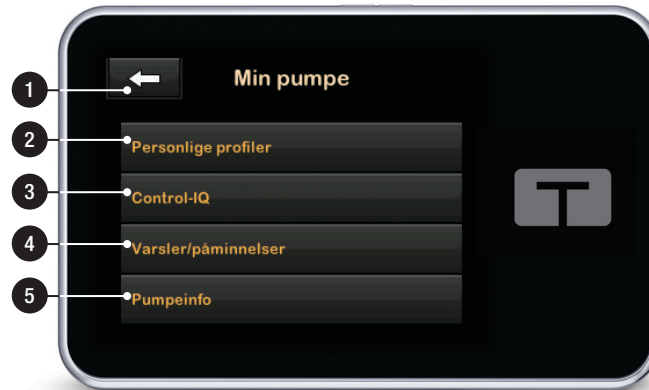 1
Min pumpe
2
Personlige profiler
3
Control-IQ
4
Varsler/påminnelser
5
Pumpeinfo
T